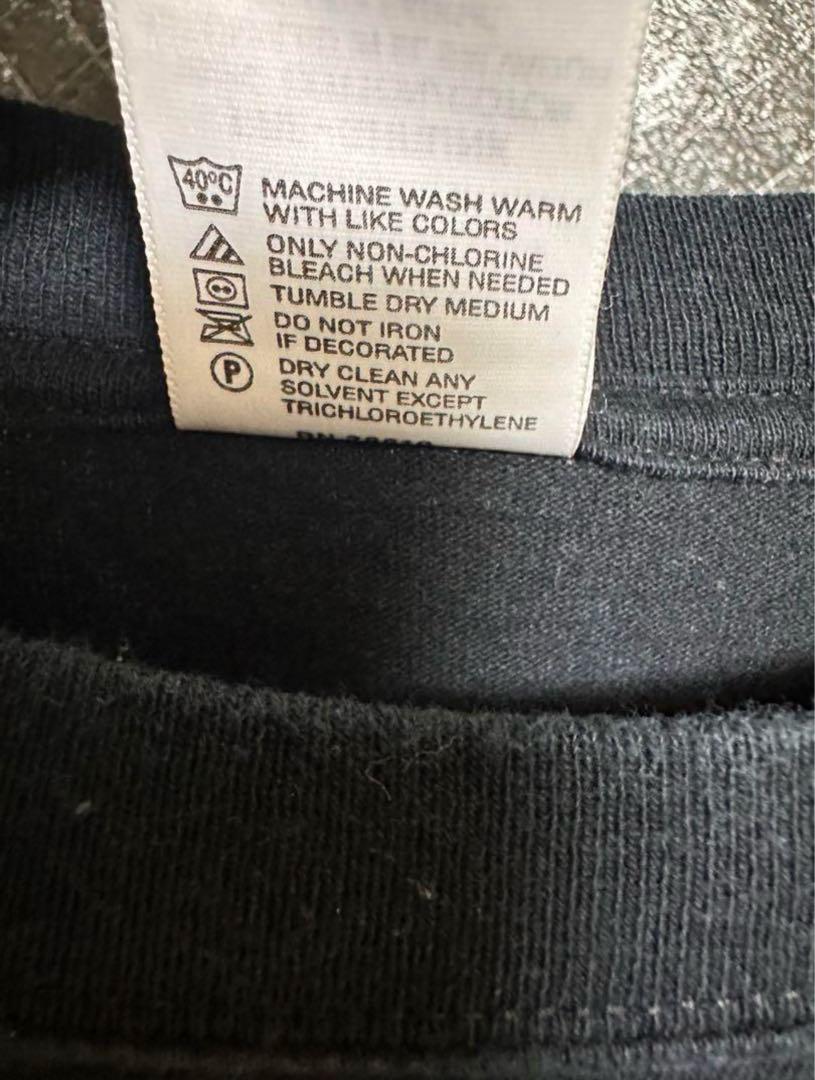 40°C MACHINE WASH WARM
WITH LIKE COLORS
ONLY NON-CHLORINE
BLEACH WHEN NEEDED
TUMBLE DRY MEDIUM
DO NOT IRON
IF DECORATED
P DRY CLEAN ANY
SOLVENT EXCEPT
TRICHLOROETHYLENE